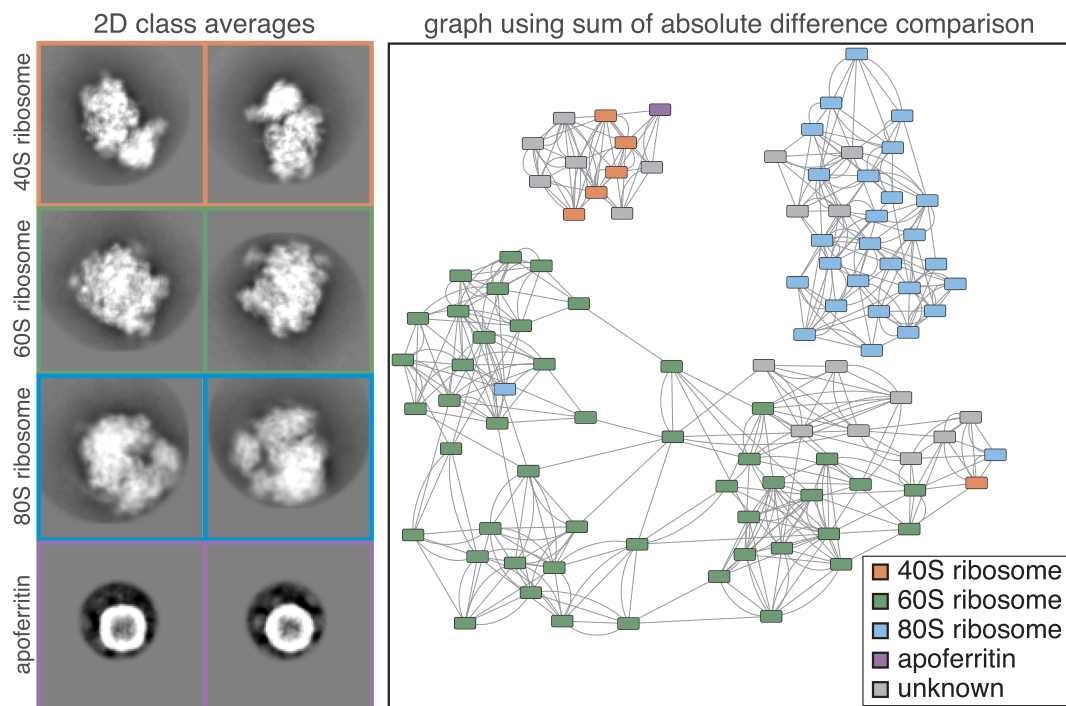 2D class averages
graph using sum of absolute difference comparison
40S ribosome
60S ribosome
80S ribosome
apoferritin
40S ribosome
60S ribosome
80S ribosome
apoferritin
unknown